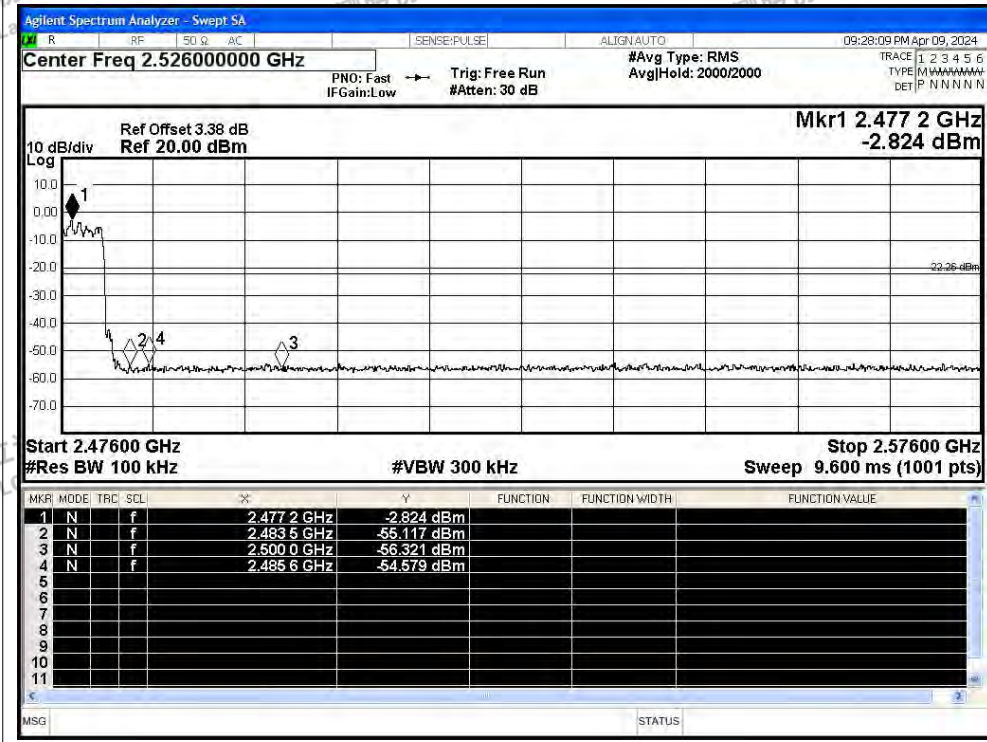 Agilent Spectrum Analyzer - Swept SA
R RF 50 Ω AC SENSE:PULSE ALIGN AUTO 09:28:09 PM Apr 09, 2024
Center Freq 2.526000000 GHz #Avg Type: RMS TRACE 1 2 3 4 5 6
PNO: Fast Trig: Free Run Avg|Hold: 2000/2000 TYPE M WWWWW
IFGain:Low #Atten: 30 dB DET P N N N N N
Mkr1 2.477 2 GHz
Ref Offset 3.38 dB
10 dB/div Ref 20.00 dBm -2.824 dBm
Log
10.0
1
0.00
-10.0
-20.0
-22.26 dBm
-30.0
-40.0
2 4 3
-50.0
-60.0
-70.0
Start 2.47600 GHz Stop 2.57600 GHz
#Res BW 100 kHz #VBW 300 kHz Sweep 9.600 ms (1001 pts)
MKR MODE TRC SCL X Y FUNCTION FUNCTION WIDTH FUNCTION VALUE
1 N f 2.477 2 GHz -2.824 dBm
2 N f 2.483 5 GHz -55.117 dBm
3 N f 2.500 0 GHz -56.321 dBm
4 N f 2.485 6 GHz -54.579 dBm
5
6
7
8
9
10
11
MSG STATUS